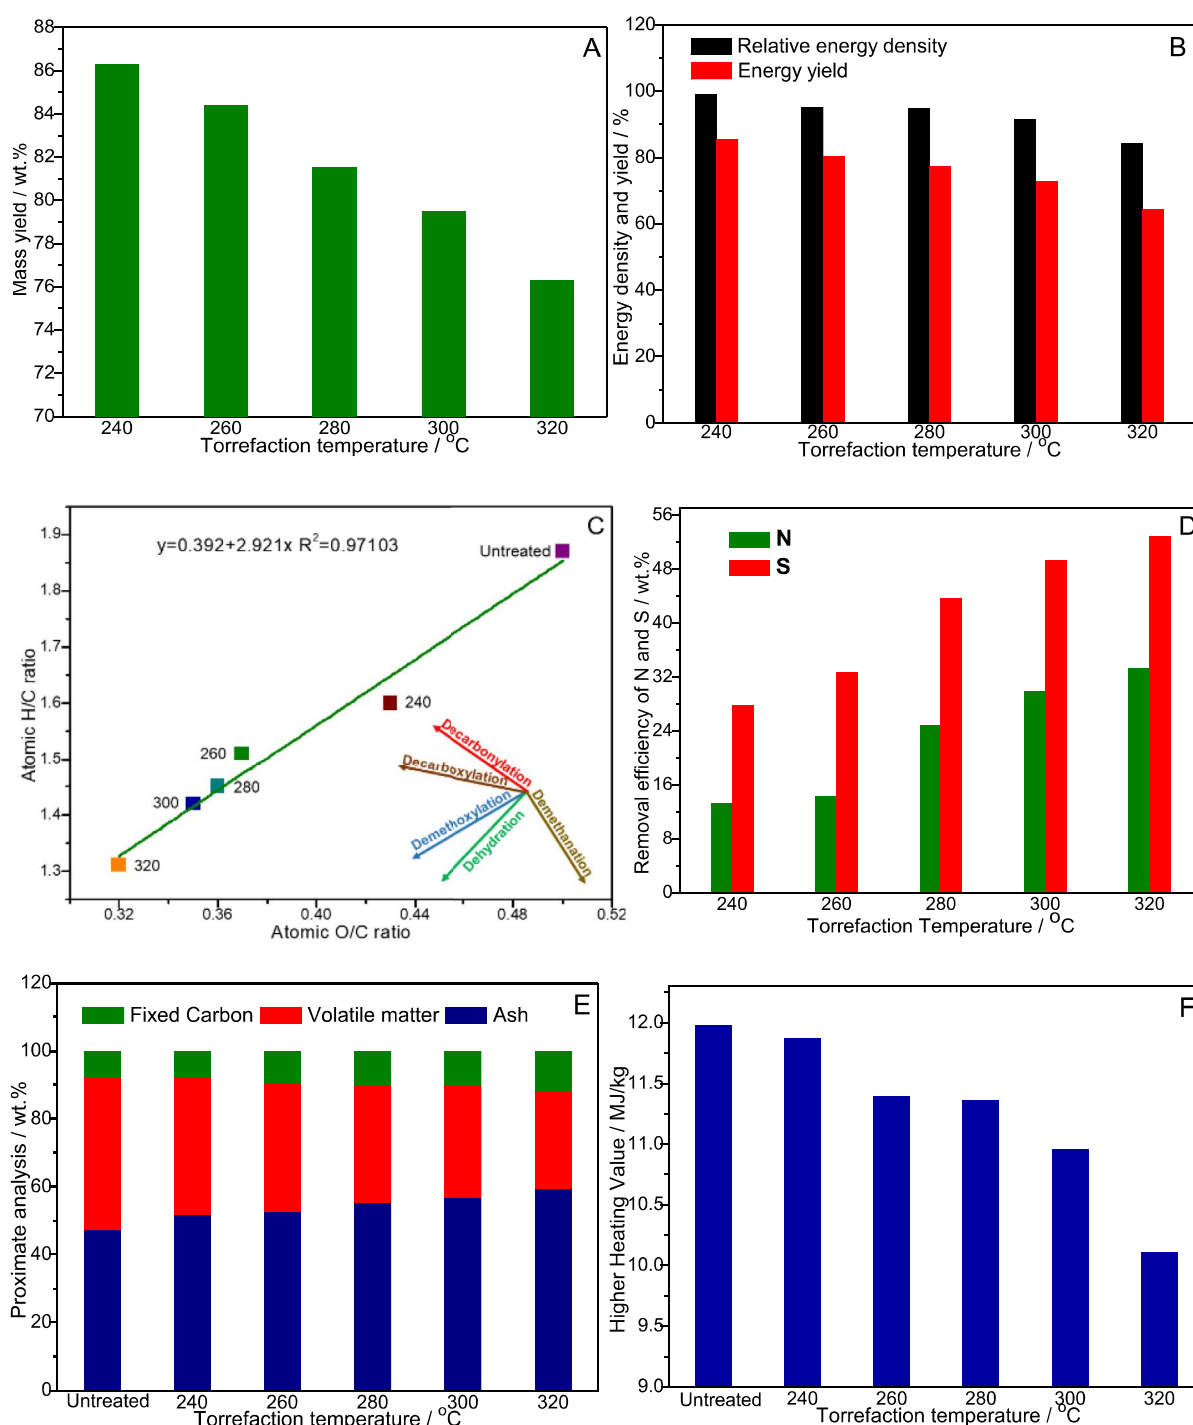 A
88
86
84
82
80
78
76
74
72
70
Mass yield / wt.%
240 260 280 300 320
Torrefaction temperature / °C
B
Relative energy density
Energy yield
120
100
80
60
40
20
0
Energy density and yield / %
240 260 280 300 320
Torrefaction temperature / °C
C
y=0.392+2.921x R²=0.97103
Untreated
240
260
280
300
320
Decarbonylation
Decarboxylation
Demethoxylation
Dehydration
Demethanation
1.9
1.8
1.7
1.6
1.5
1.4
1.3
Atomic H/C ratio
0.32 0.36 0.40 0.44 0.48 0.52
Atomic O/C ratio
D
N
S
56
48
40
32
24
16
8
0
Removal efficiency of N and S / wt.%
240 260 280 300 320
Torrefaction Temperature / °C
E
Fixed Carbon Volatile matter Ash
120
100
80
60
40
20
0
Proximate analysis / wt.%
Untreated 240 260 280 300 320
Torrefaction temperature / °C
F
12.0
11.5
11.0
10.5
10.0
9.5
9.0
Higher Heating Value / MJ/kg
Untreated 240 260 280 300 320
Torrefaction temperature / °C